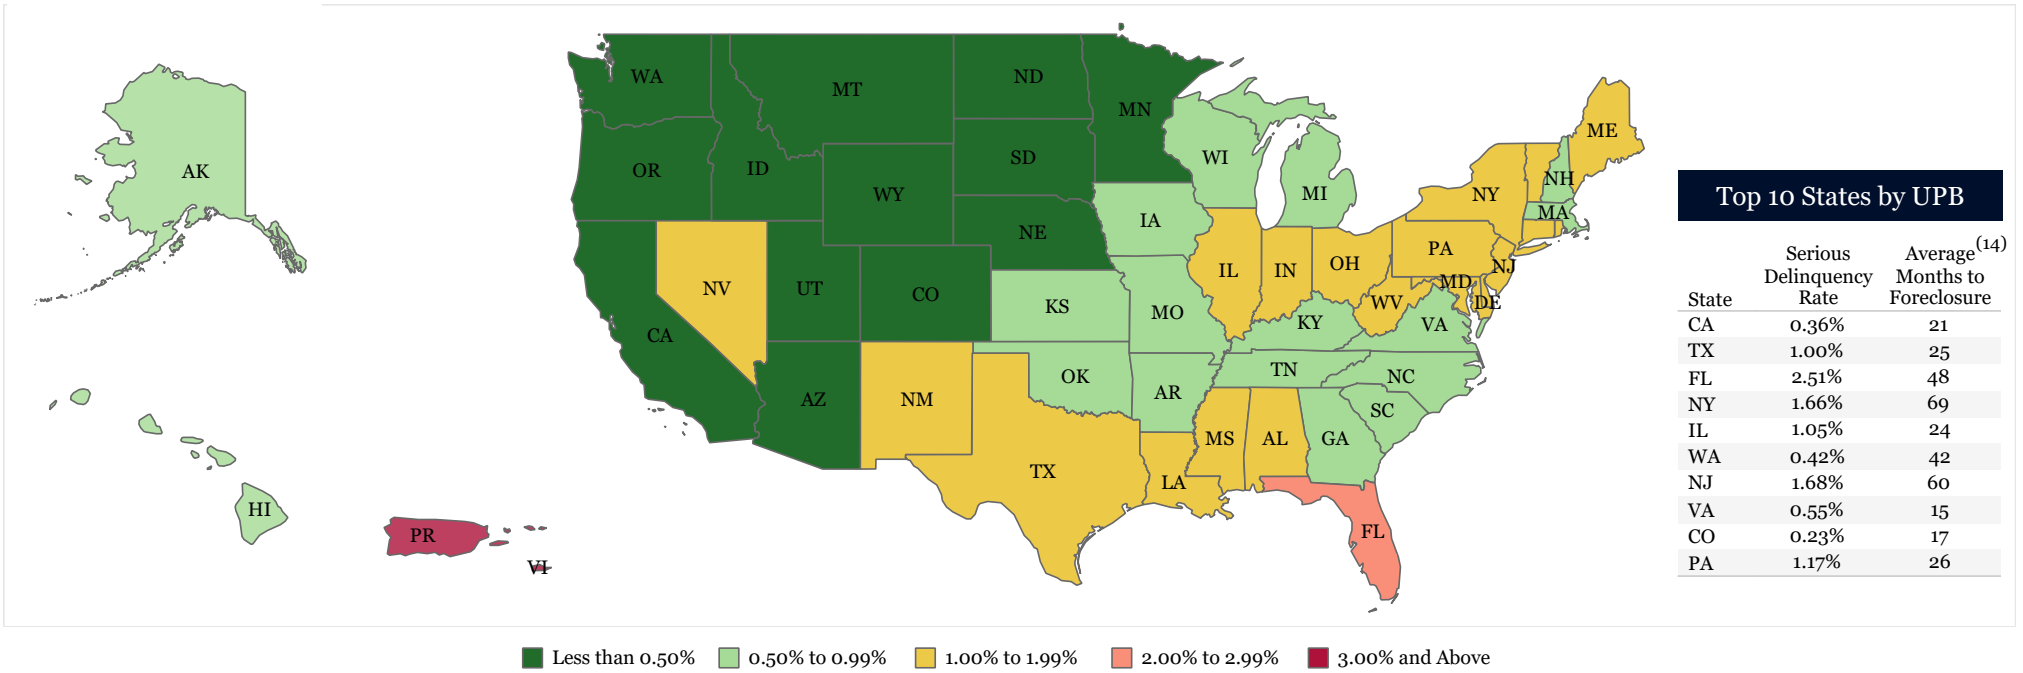 WA
MT
ND
MN
OR
ID
WY
SD
WI
MI
ME
NH
NY
MA
AK
NE
IA
PA
NJ
NV
UT
CO
KS
MO
IL
IN
OH
MD
DE
WV
VA
KY
CA
AZ
NM
OK
AR
TN
NC
SC
TX
LA
MS
AL
GA
FL
HI
PR
VI
Top 10 States by UPB
State Serious Delinquency Rate Average Months to Foreclosure (14)
CA 0.36% 21
TX 1.00% 25
FL 2.51% 48
NY 1.66% 69
IL 1.05% 24
WA 0.42% 42
NJ 1.68% 60
VA 0.55% 15
CO 0.23% 17
PA 1.17% 26
Less than 0.50% 0.50% to 0.99% 1.00% to 1.99% 2.00% to 2.99% 3.00% and Above